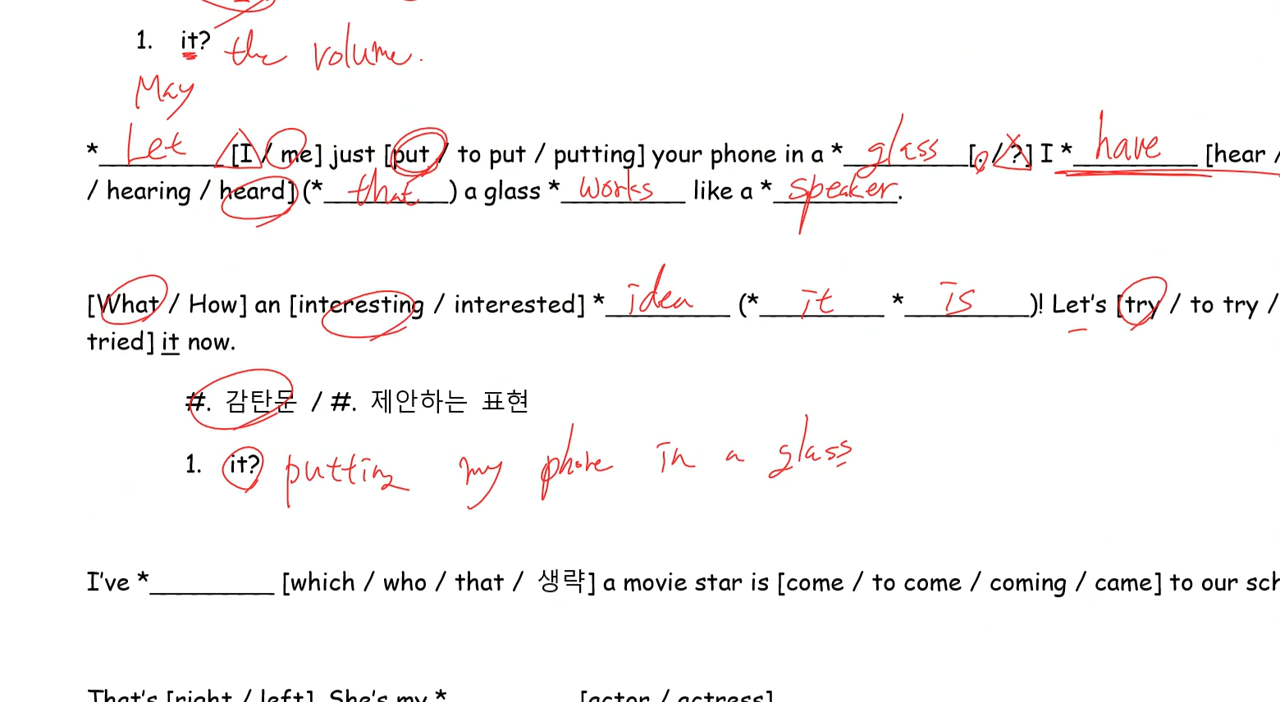 1. it? the volume.
May
* Let [I / me] just [put / to put / putting] your phone in a * glass [. / ?] I * have [hear /
/ hearing / heard] (* that ) a glass * works like a * speaker.
[What / How] an [interesting / interested] * idea (* it * is )! Let's [try / to try /
tried] it now.
#. 감탄문 / #. 제안하는 표현
1. it? putting my phone in a glass
I've *__________ [which / who / that / 생략] a movie star is [come / to come / coming / came] to our sch
That's [right / left]. She's my *__________ [actor / actress]